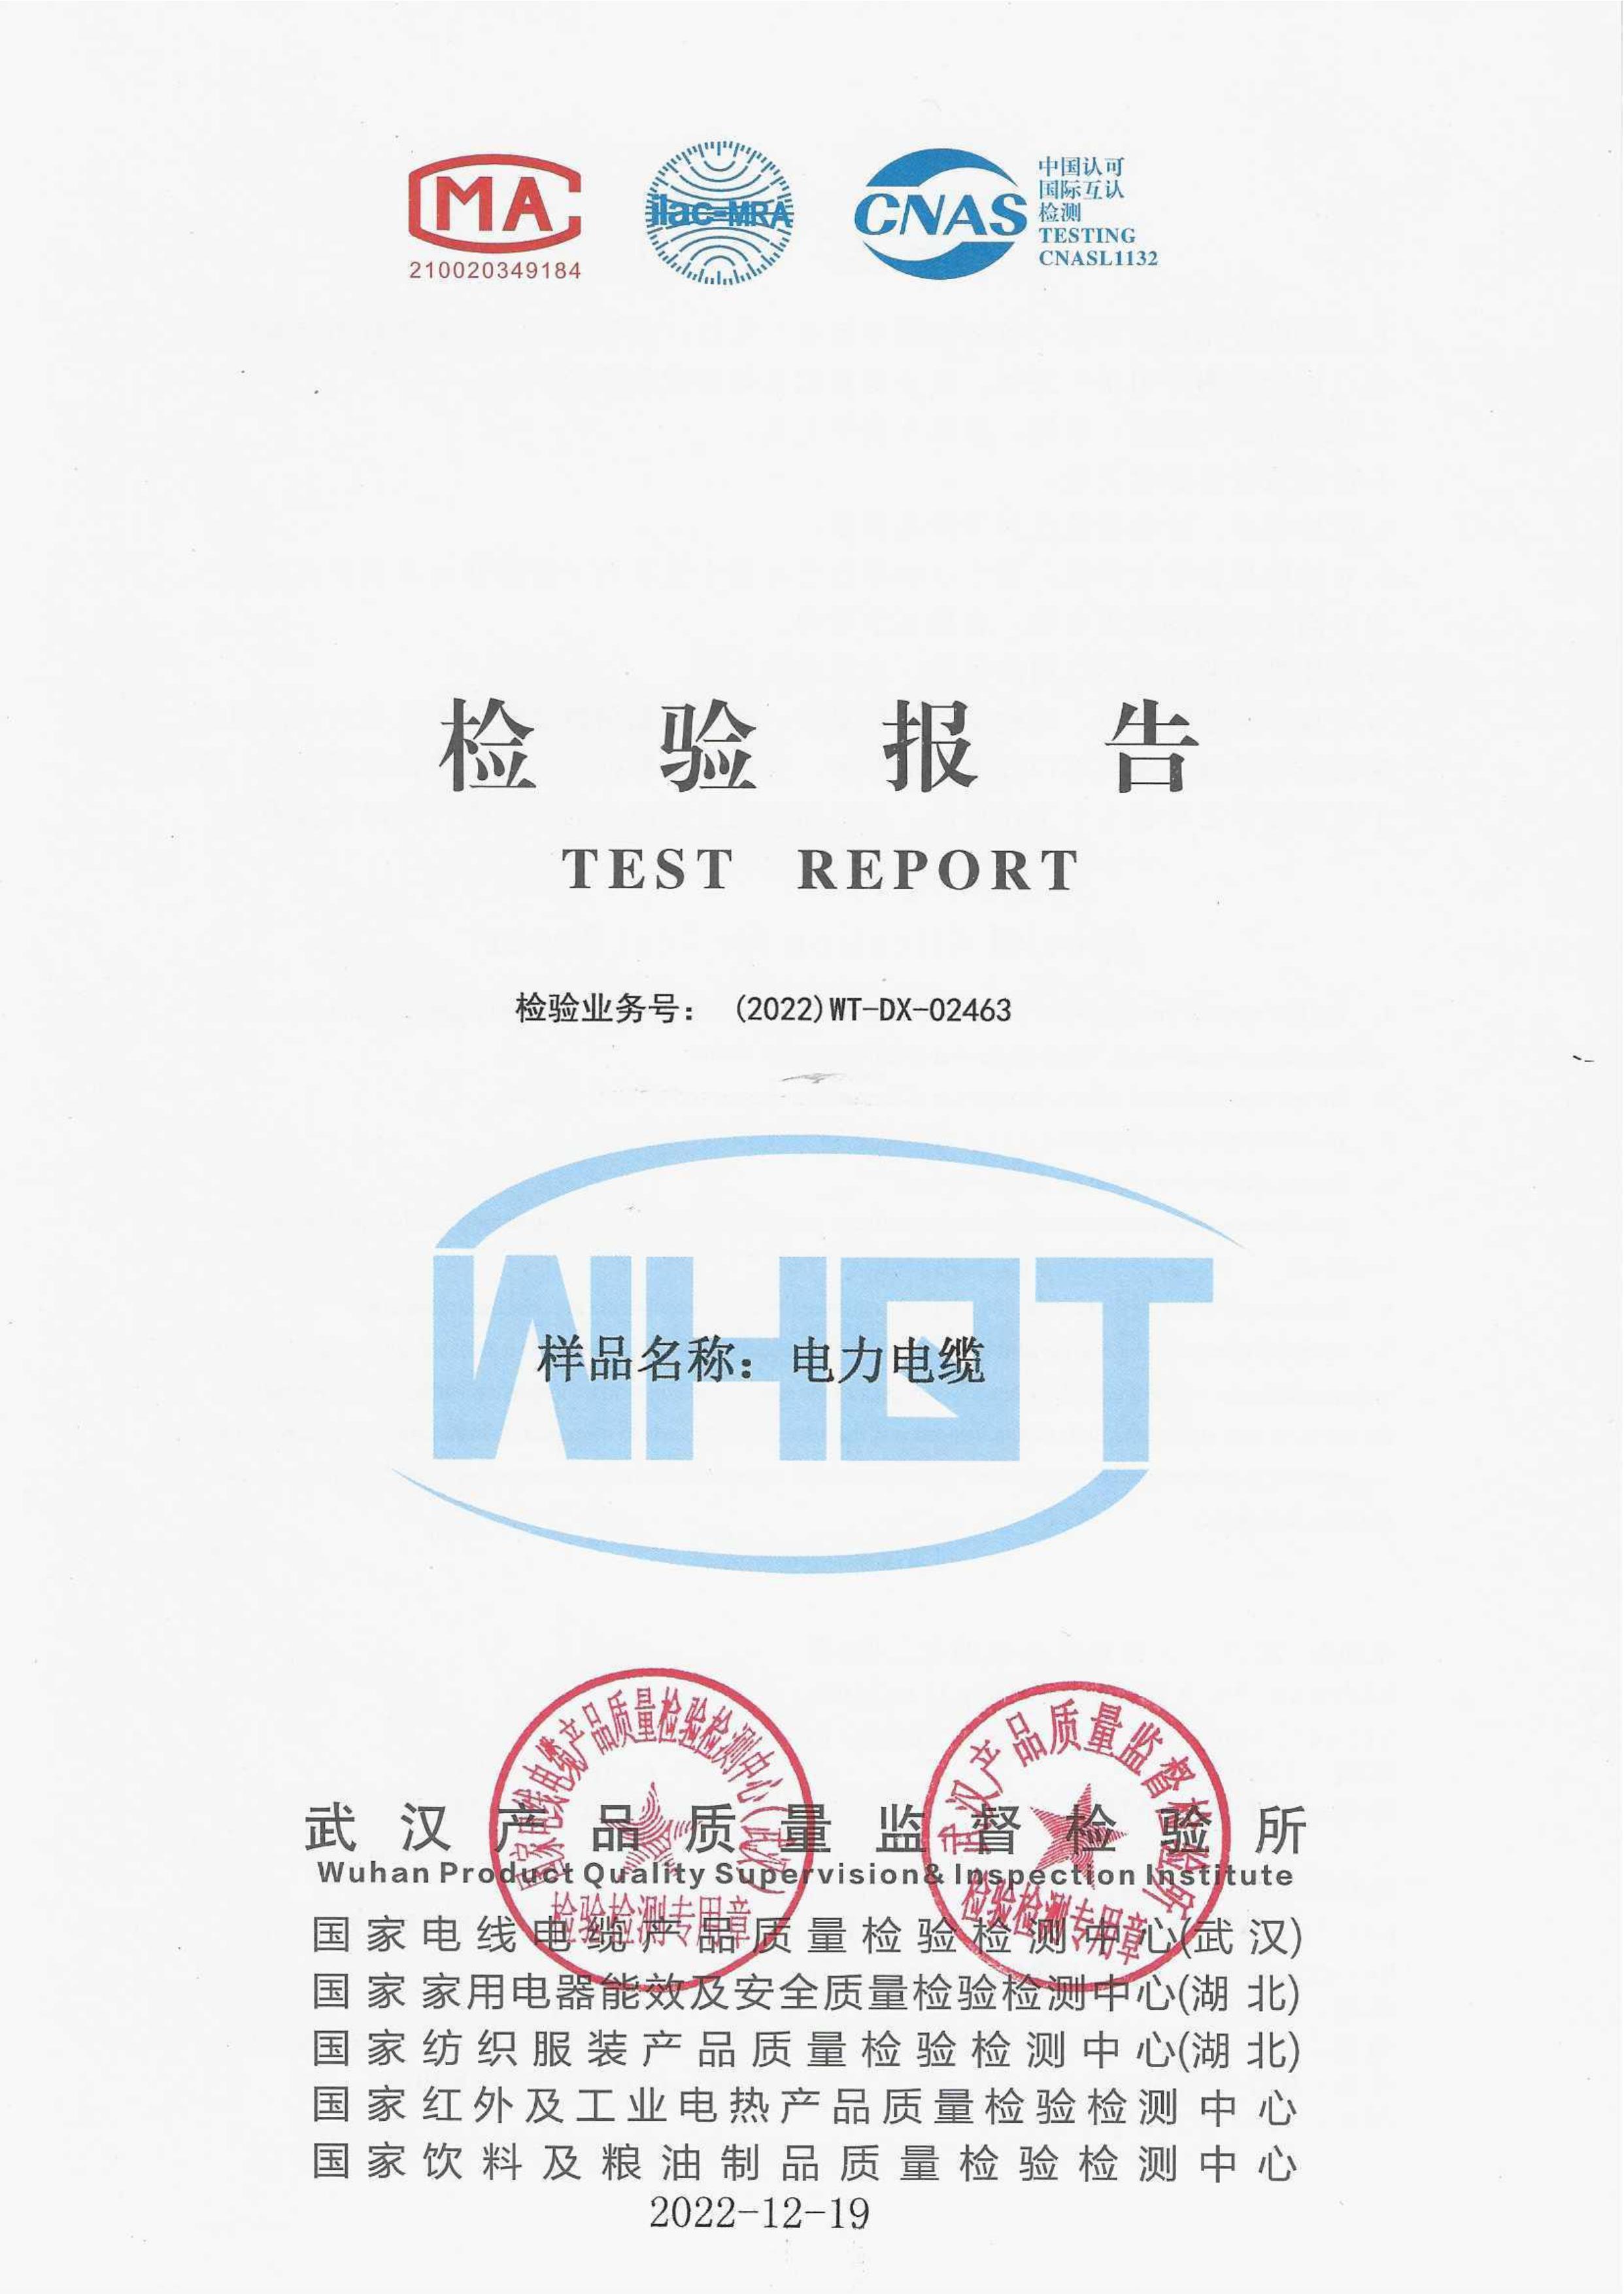 MA
210020349184
ilac-MRA
CNAS
中国认可
国际互认
检测
TESTING
CNASL1132
检验报告
TEST REPORT
检验业务号： (2022)WT-DX-02463
WHQT
样品名称：电力电缆
国家电线电缆产品质量检验检测中心(武汉)
检验检测专用章
武汉产品质量监督检验所
检验检测专用章
武汉产品质量监督检验所
Wuhan Product Quality Supervision& Inspection Institute
国家电线电缆产品质量检验检测中心(武汉)
国家家用电器能效及安全质量检验检测中心(湖北)
国家纺织服装产品质量检验检测中心(湖北)
国家红外及工业电热产品质量检验检测中心
国家饮料及粮油制品质量检验检测中心
2022-12-19